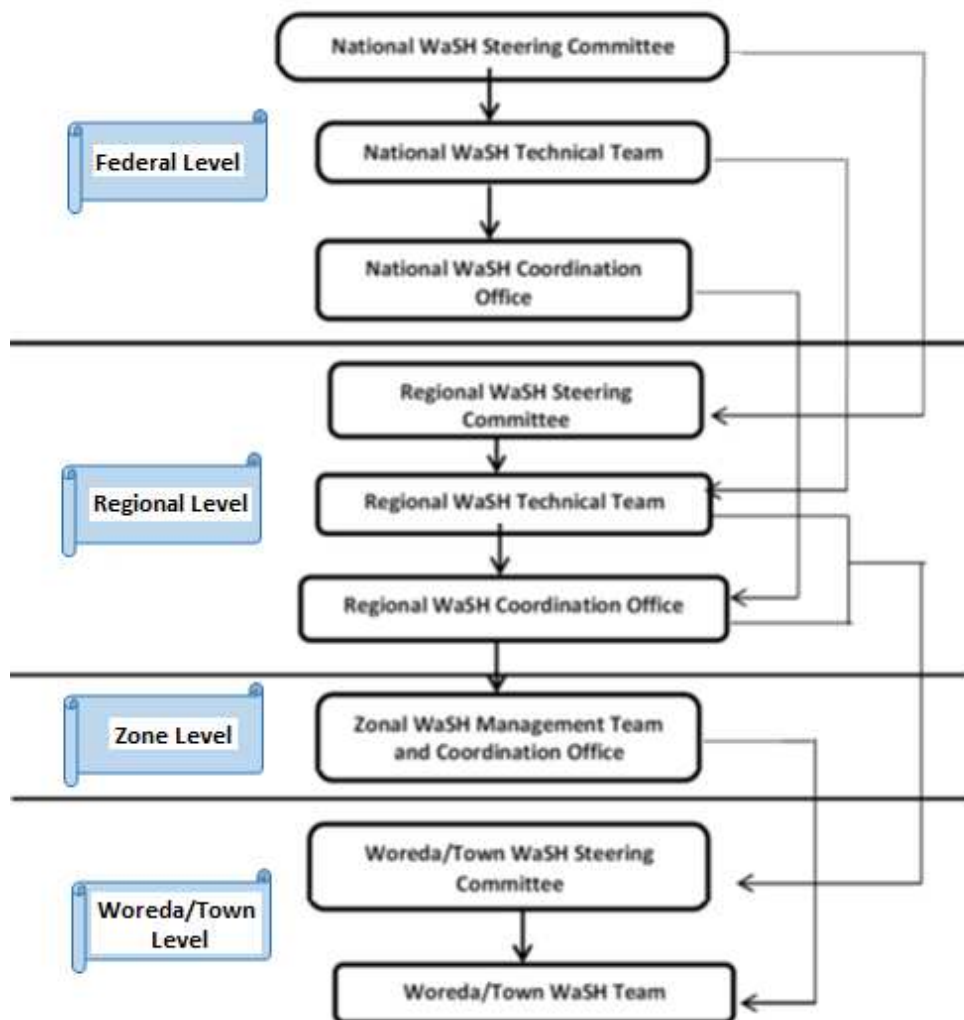 National WaSH Steering Committee
Federal Level
National WaSH Technical Team
National WaSH Coordination
Office
Regional WaSH Steering
Committee
Regional Level
Regional WaSH Technical Team
Regional WaSH Coordination Office
Zone Level
Zonal WaSH Management Team
and Coordination Office
Woreda/Town WaSH Steering
Committee
Woreda/Town
Level
Woreda/Town WaSH Team